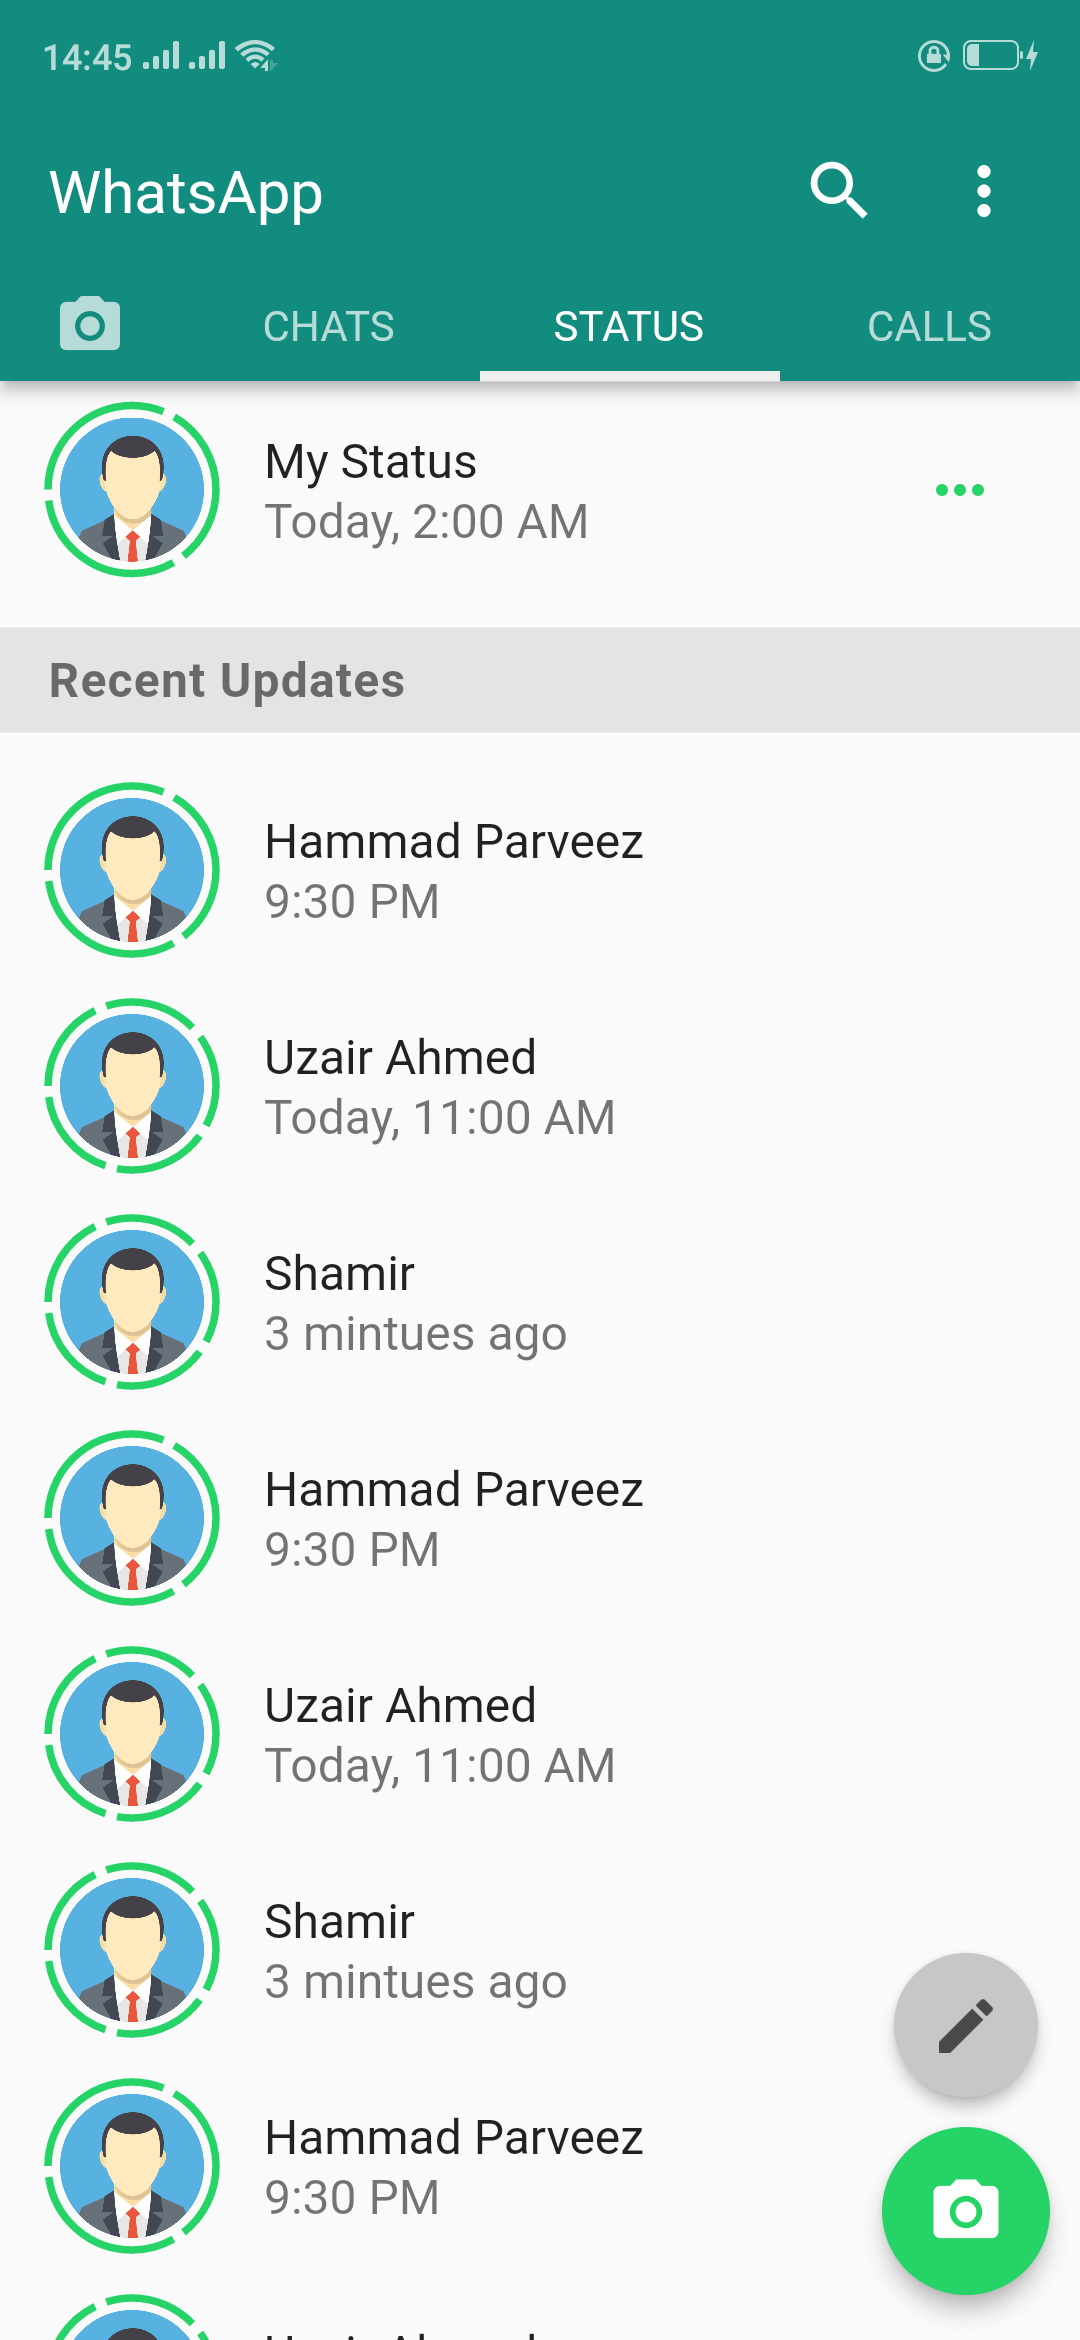 14:45
WhatsApp
CHATS STATUS CALLS
My Status
Today, 2:00 AM
Recent Updates
Hammad Parveez
9:30 PM
Uzair Ahmed
Today, 11:00 AM
Shamir
3 mintues ago
Hammad Parveez
9:30 PM
Uzair Ahmed
Today, 11:00 AM
Shamir
3 mintues ago
Hammad Parveez
9:30 PM